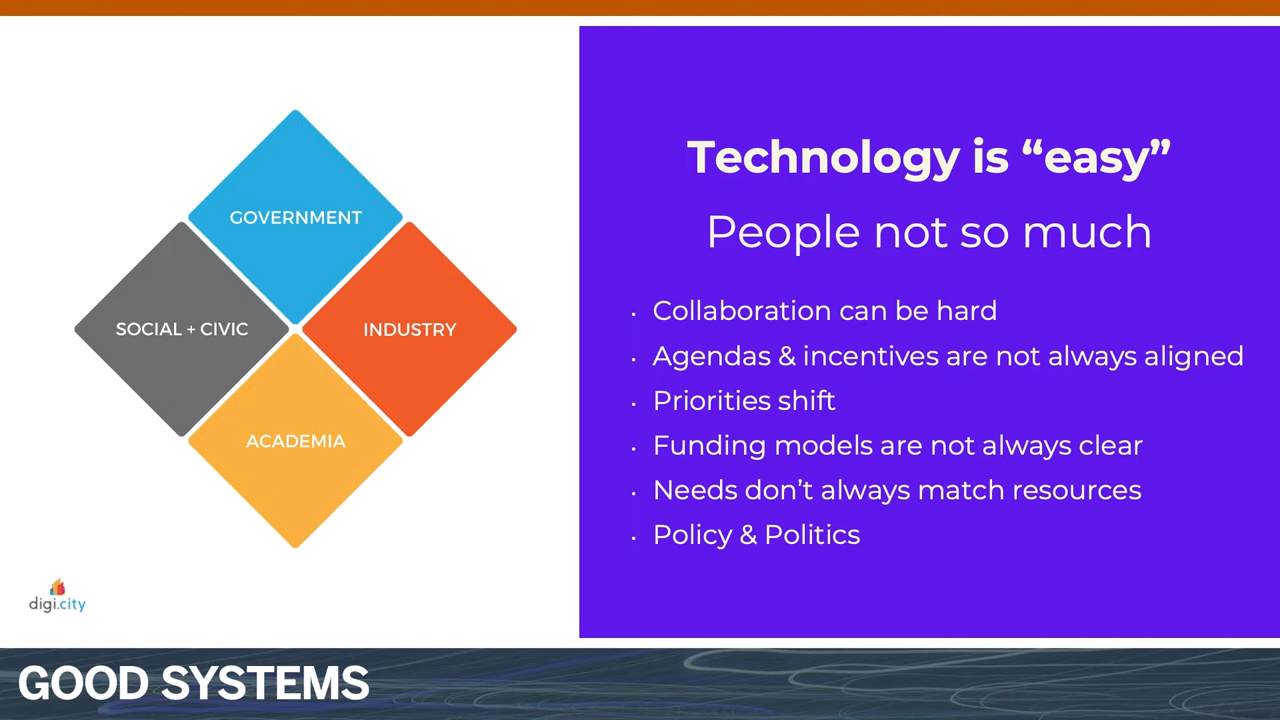 GOVERNMENT
SOCIAL + CIVIC
INDUSTRY
ACADEMIA
digi.city
Technology is “easy”
People not so much
· Collaboration can be hard
· Agendas & incentives are not always aligned
· Priorities shift
· Funding models are not always clear
· Needs don’t always match resources
· Policy & Politics
GOOD SYSTEMS